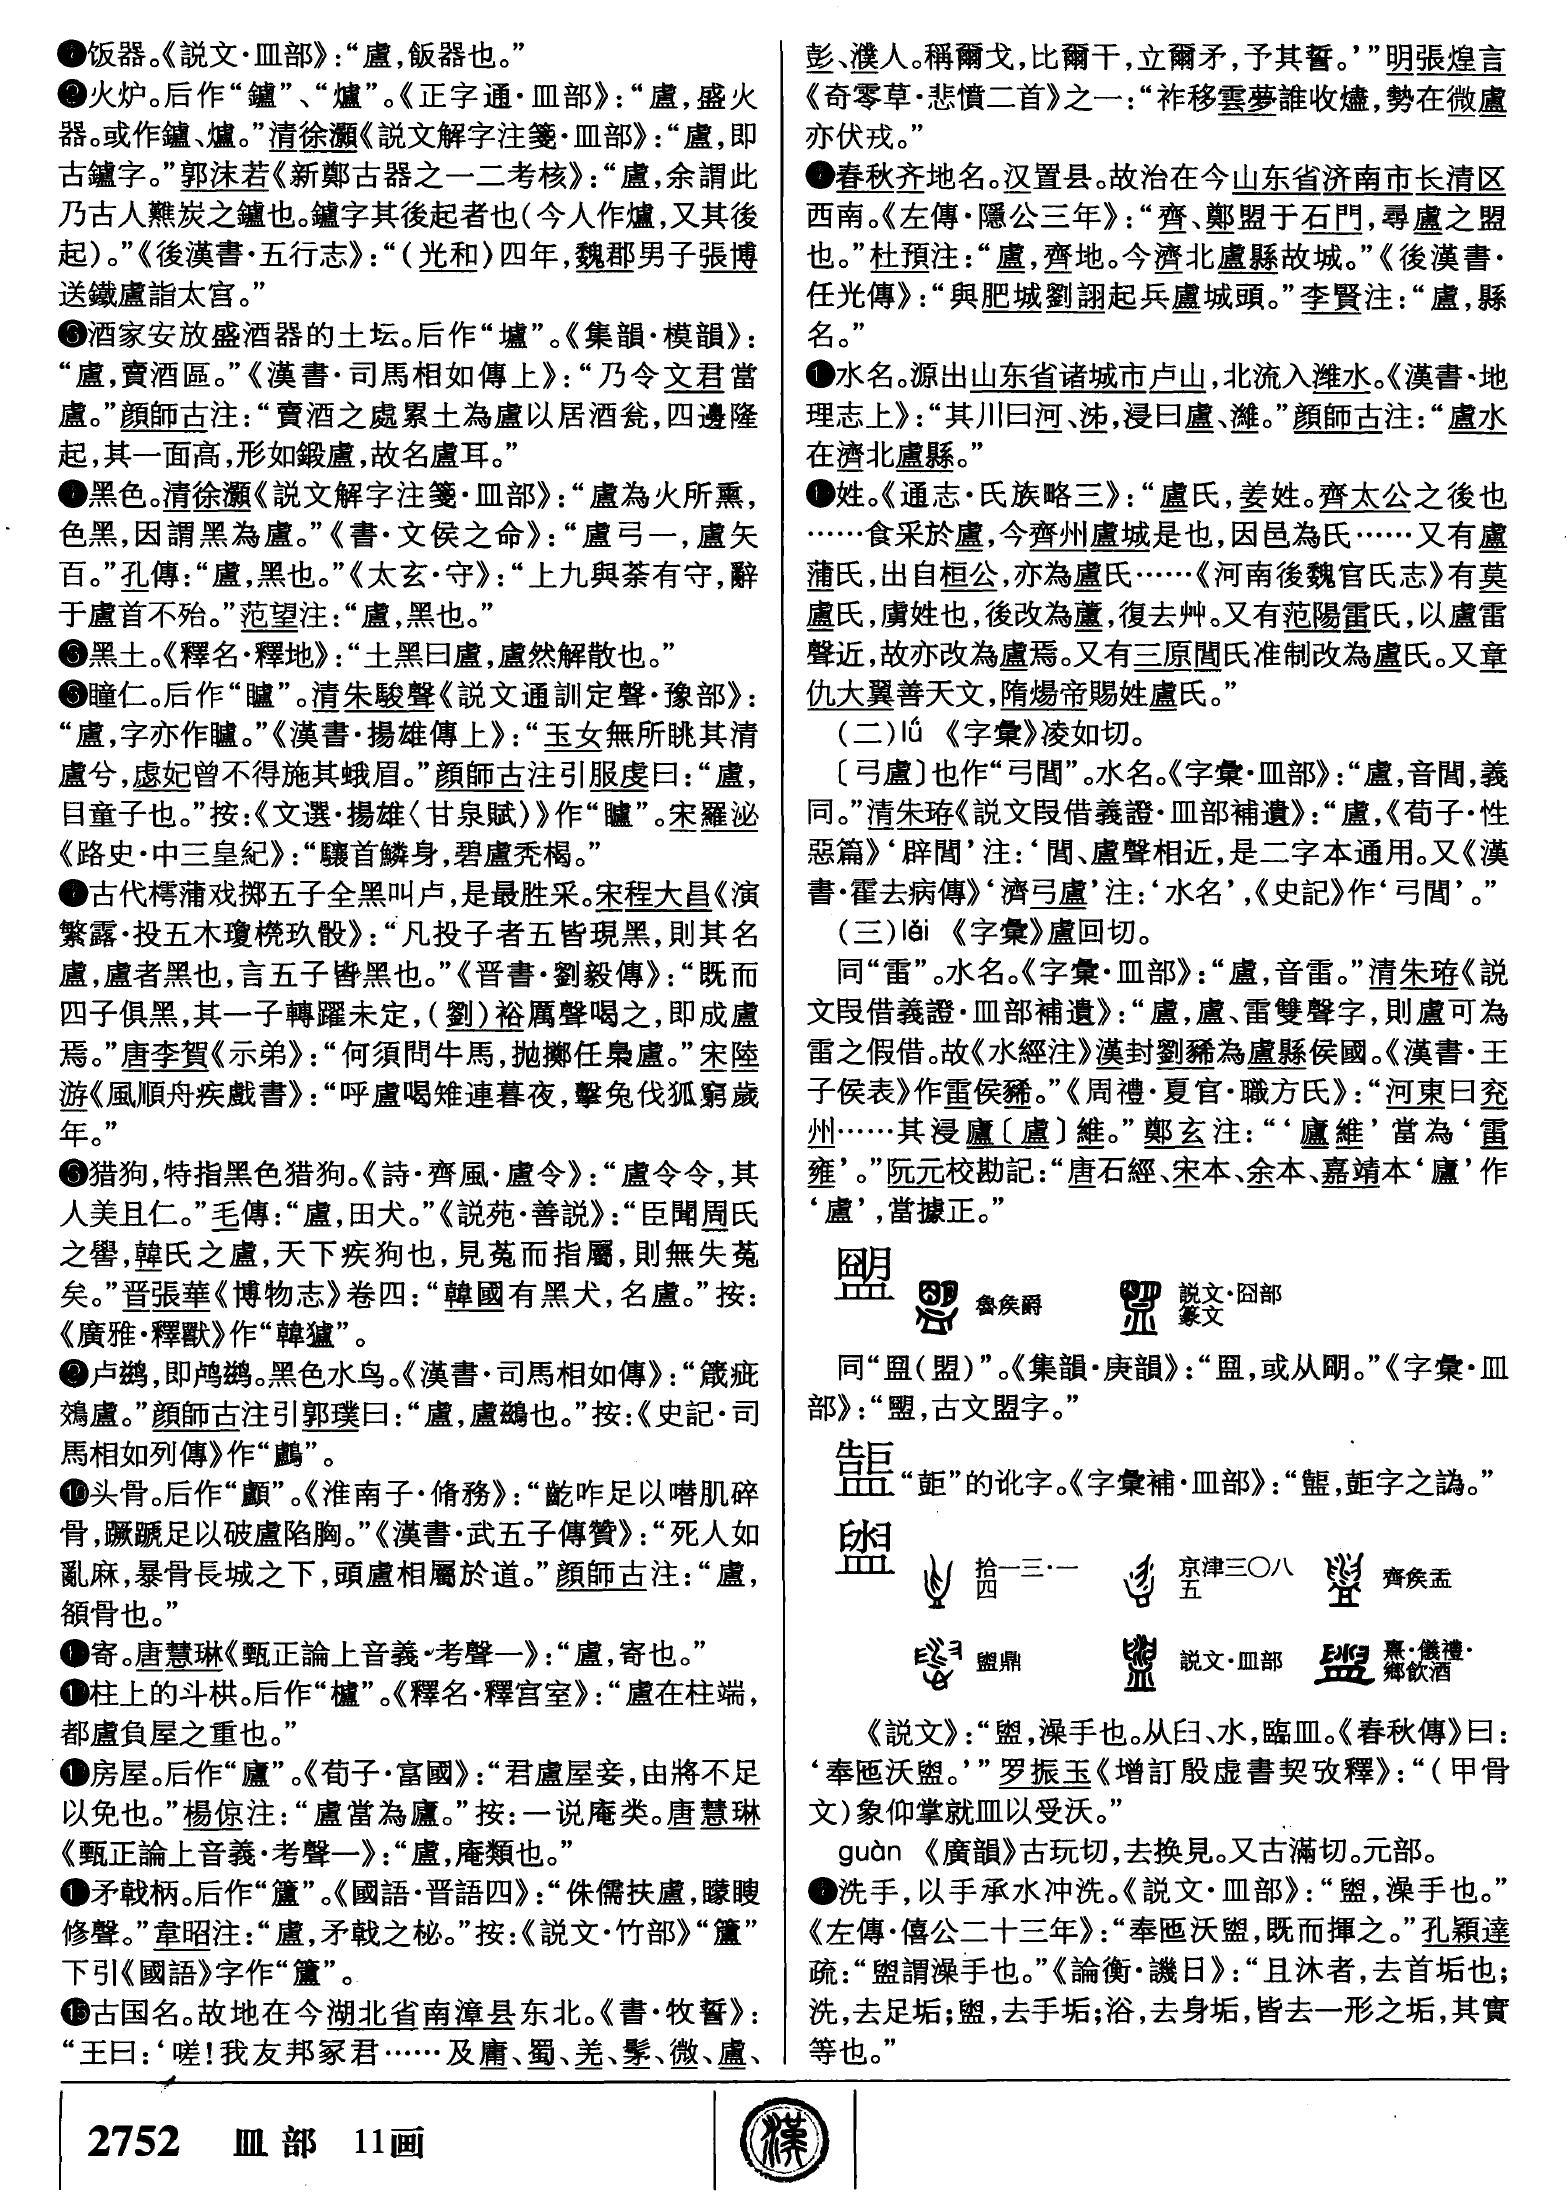 ❶饭器。《説文·皿部》：“盧，飯器也。”
❷火炉。后作“鑪”、“爐”。《正字通·皿部》：“盧，盛火
器。或作鑪、爐。”清徐灝《説文解字注箋·皿部》：“盧，即
古鑪字。”郭沫若《新鄭古器之一二考核》：“盧，余謂此
乃古人䕼炭之鑪也。鑪字其後起者也（今人作爐，又其後
起）。”《後漢書·五行志》：“（光和）四年，魏郡男子張博
送鐵盧詣太官。”
❸酒家安放盛酒器的土坛。后作“壚”。《集韻·模韻》：
“盧，賣酒區。”《漢書·司馬相如傳上》：“乃令文君當
盧。”顔師古注：“賣酒之處累土為盧以居酒瓮，四邊隆
起，其一面高，形如鍛盧，故名盧耳。”
❹黑色。清徐灝《説文解字注箋·皿部》：“盧為火所熏，
色黑，因謂黑為盧。”《書·文侯之命》：“盧弓一，盧矢
百。”孔傳：“盧，黑也。”《太玄·守》：“上九與荼有守，辭
于盧首不殆。”范望注：“盧，黑也。”
❺黑土。《釋名·釋地》：“土黑曰盧，盧然解散也。”
❻瞳仁。后作“矑”。清朱駿聲《説文通訓定聲·豫部》：
“盧，字亦作矑。”《漢書·揚雄傳上》：“玉女無所眺其清
盧兮，虙妃曾不得施其蛾眉。”顔師古注引服虔曰：“盧，
目童子也。”按：《文選·揚雄〈甘泉賦〉》作“矑”。宋羅泌
《路史·中三皇紀》：“驤首鱗身，碧盧禿楬。”
❼古代樗蒲戏掷五子全黑叫卢，是最胜采。宋程大昌《演
繁露·投五木瓊橩玖骰》：“凡投子者五皆現黑，則其名
盧，盧者黑也，言五子皆黑也。”《晋書·劉毅傳》：“既而
四子俱黑，其一子轉躍未定，（劉）裕厲聲喝之，即成盧
焉。”唐李賀《示弟》：“何須問牛馬，抛擲任梟盧。”宋陸
游《風順舟疾戲書》：“呼盧喝雉連暮夜，擊兔伐狐窮歲
年。”
❽猎狗，特指黑色猎狗。《詩·齊風·盧令》：“盧令令，其
人美且仁。”毛傳：“盧，田犬。”《説苑·善説》：“臣聞周氏
之嚳，韓氏之盧，天下疾狗也，見菟而指屬，則無失菟
矣。”晋張華《博物志》卷四：“韓國有黑犬，名盧。”按：
《廣雅·釋獸》作“韓獹”。
❾卢鹚，即鸬鹚。黑色水鸟。《漢書·司馬相如傳》：“箴疵
鵁盧。”顔師古注引郭璞曰：“盧，盧鶿也。”按：《史記·司
馬相如列傳》作“鸕”。
❿头骨。后作“顱”。《淮南子·脩務》：“齕咋足以噆肌碎
骨，蹶蹏足以破盧陷胸。”《漢書·武五子傳贊》：“死人如
亂麻，暴骨長城之下，頭盧相屬於道。”顔師古注：“盧，
額骨也。”
⓫寄。唐慧琳《甄正論上音義·考聲一》：“盧，寄也。”
⓬柱上的斗栱。后作“櫨”。《釋名·釋宫室》：“盧在柱端，
都盧負屋之重也。”
⓭房屋。后作“廬”。《荀子·富國》：“君盧屋妾，由將不足
以免也。”楊倞注：“盧當為廬。”按：一说庵类。唐慧琳
《甄正論上音義·考聲一》：“盧，庵類也。”
⓮矛戟柄。后作“籚”。《國語·晋語四》：“侏儒扶盧，矇瞍
修聲。”韋昭注：“盧，矛戟之柲。”按：《説文·竹部》“籚”
下引《國語》字作“籚”。
⓯古国名。故地在今湖北省南漳县东北。《書·牧誓》：
“王曰：‘嗟！我友邦冢君……及庸、蜀、羌、髳、微、盧、
彭、濮人。稱爾戈，比爾干，立爾矛，予其誓。’”明張煌言
《奇零草·悲憤二首》之一：“祚移雲夢誰收燼，勢在微盧
亦伏戎。”
春秋齐地名。汉置县。故治在今山东省济南市长清区
西南。《左傳·隱公三年》：“齊、鄭盟于石門，尋盧之盟
也。”杜預注：“盧，齊地。今濟北盧縣故城。”《後漢書·
任光傳》：“與肥城劉詡起兵盧城頭。”李賢注：“盧，縣
名。”
水名。源出山东省诸城市卢山，北流入潍水。《漢書·地
理志上》：“其川曰河、泲，浸曰盧、濰。”顔師古注：“盧水
在濟北盧縣。”
姓。《通志·氏族略三》：“盧氏，姜姓。齊太公之後也
……食采於盧，今齊州盧城是也，因邑為氏……又有盧
蒲氏，出自桓公，亦為盧氏……《河南後魏官氏志》有莫
盧氏，虜姓也，後改為蘆，復去艸。又有范陽雷氏，以盧雷
聲近，故亦改為盧焉。又有三原閭氏准制改為盧氏。又章
仇大翼善天文，隋煬帝賜姓盧氏。”
（二）lǘ　《字彙》凌如切。
〔弓盧〕也作“弓閭”。水名。《字彙·皿部》：“盧，音閭，義
同。”清朱珔《説文叚借義證·皿部補遺》：“盧，《荀子·性
惡篇》‘辟閭’注：‘閭、盧聲相近，是二字本通用。又《漢
書·霍去病傳》‘濟弓盧’注：‘水名’，《史記》作‘弓閭’。”
（三）léi　《字彙》盧回切。
同“雷”。水名。《字彙·皿部》：“盧，音雷。”清朱珔《説
文叚借義證·皿部補遺》：“盧，盧、雷雙聲字，則盧可為
雷之假借。故《水經注》漢封劉豨為盧縣侯國。《漢書·王
子侯表》作雷侯豨。”《周禮·夏官·職方氏》：“河東曰兖
州……其浸廬〔盧〕維。”鄭玄注：“‘廬維’當為‘雷
雍’。”阮元校勘記：“唐石經、宋本、余本、嘉靖本‘廬’作
‘盧’，當據正。”
魯侯爵　説文·囧部
篆文
同“𥁰（盟）”。《集韻·庚韻》：“𥁰，或从朙。”《字彙·皿
部》：“，古文盟字。”
“䶙”的讹字。《字彙補·皿部》：“，字之譌。”
盥
拾一三·一四　京津三〇八五　齊侯盂
盥鼎　説文·皿部　熹·儀禮·鄉飲酒
《説文》：“盥，澡手也。从𦥑、水，臨皿。《春秋傳》曰：
‘奉匜沃盥。’”罗振玉《增訂殷虚書契攷釋》：“（甲骨
文）象仰掌就皿以受沃。”
guàn　《廣韻》古玩切，去换見。又古滿切。元部。
❶洗手，以手承水冲洗。《説文·皿部》：“盥，澡手也。”
《左傳·僖公二十三年》：“奉匜沃盥，既而揮之。”孔穎達
疏：“盥謂澡手也。”《論衡·譏日》：“且沐者，去首垢也；
洗，去足垢；盥，去手垢；浴，去身垢，皆去一形之垢，其實
等也。”
2752　皿部　11画
漢